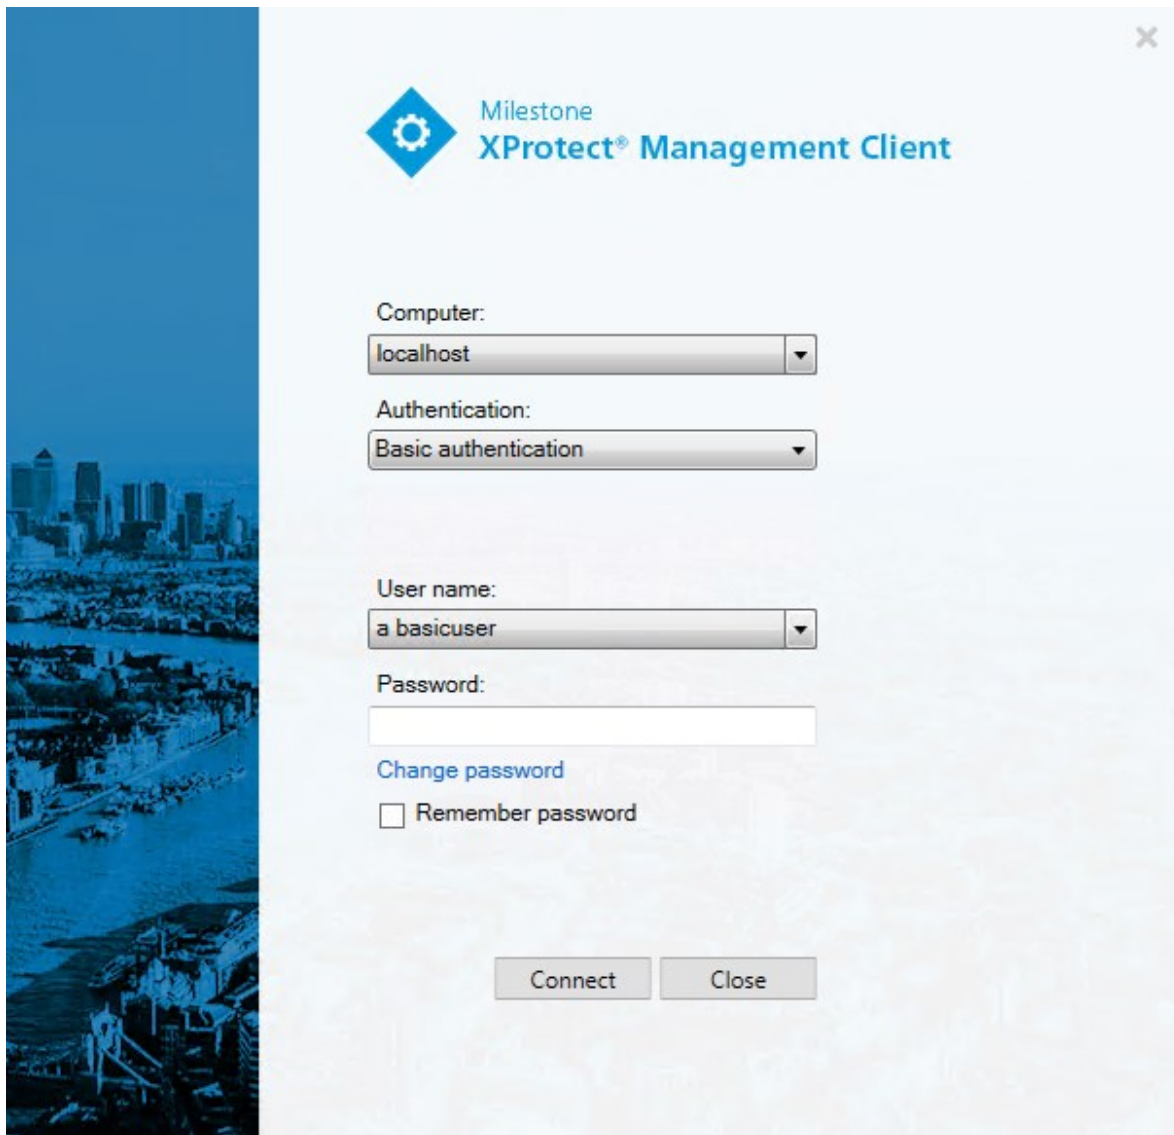 Milestone
XProtect® Management Client
Computer:
localhost
Authentication:
Basic authentication
User name:
a basicuser
Password:
Change password
Remember password
Connect
Close